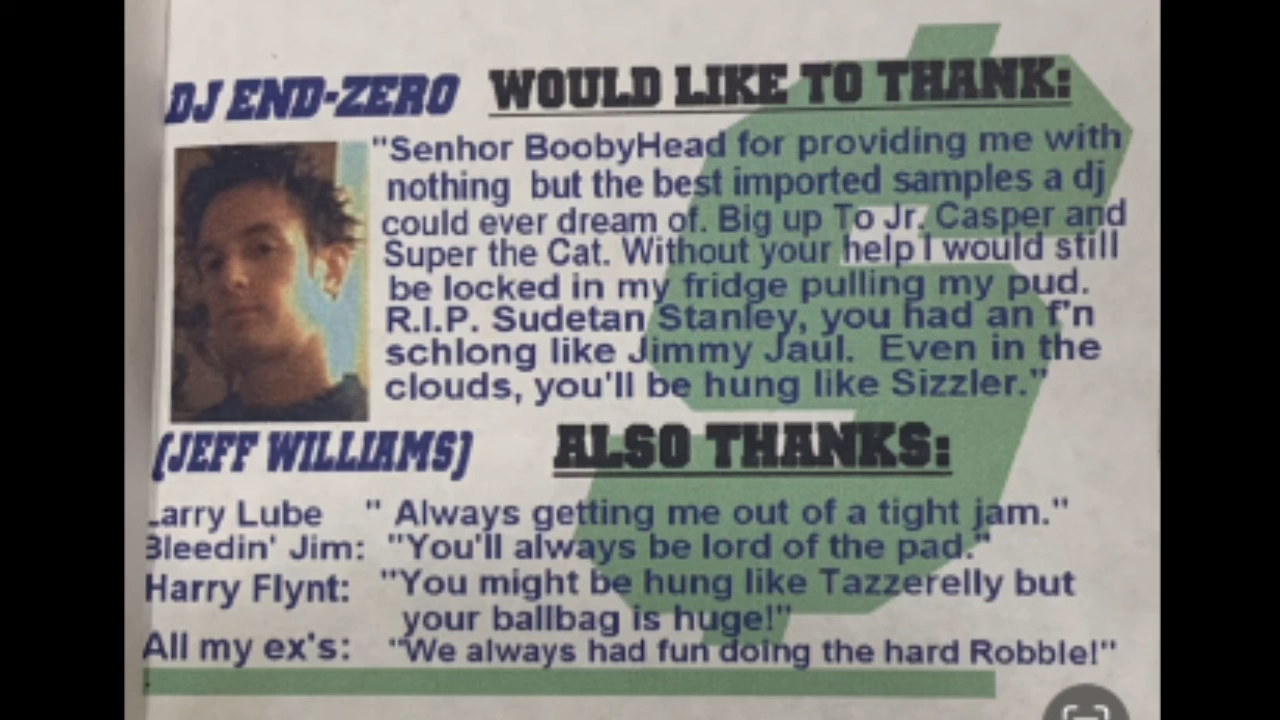 DJ END-ZERO WOULD LIKE TO THANK:
"Senhor BoobyHead for providing me with
nothing but the best imported samples a dj
could ever dream of. Big up To Jr. Casper and
Super the Cat. Without your help I would still
be locked in my fridge pulling my pud.
R.I.P. Sudetan Stanley, you had an f'n
schlong like Jimmy Jaul. Even in the
clouds, you'll be hung like Sizzler."
(JEFF WILLIAMS) ALSO THANKS:
Larry Lube " Always getting me out of a tight jam."
Bleedin' Jim: "You'll always be lord of the pad."
Harry Flynt: "You might be hung like Tazzerelly but
your ballbag is huge!"
All my ex's: "We always had fun doing the hard Robble!"